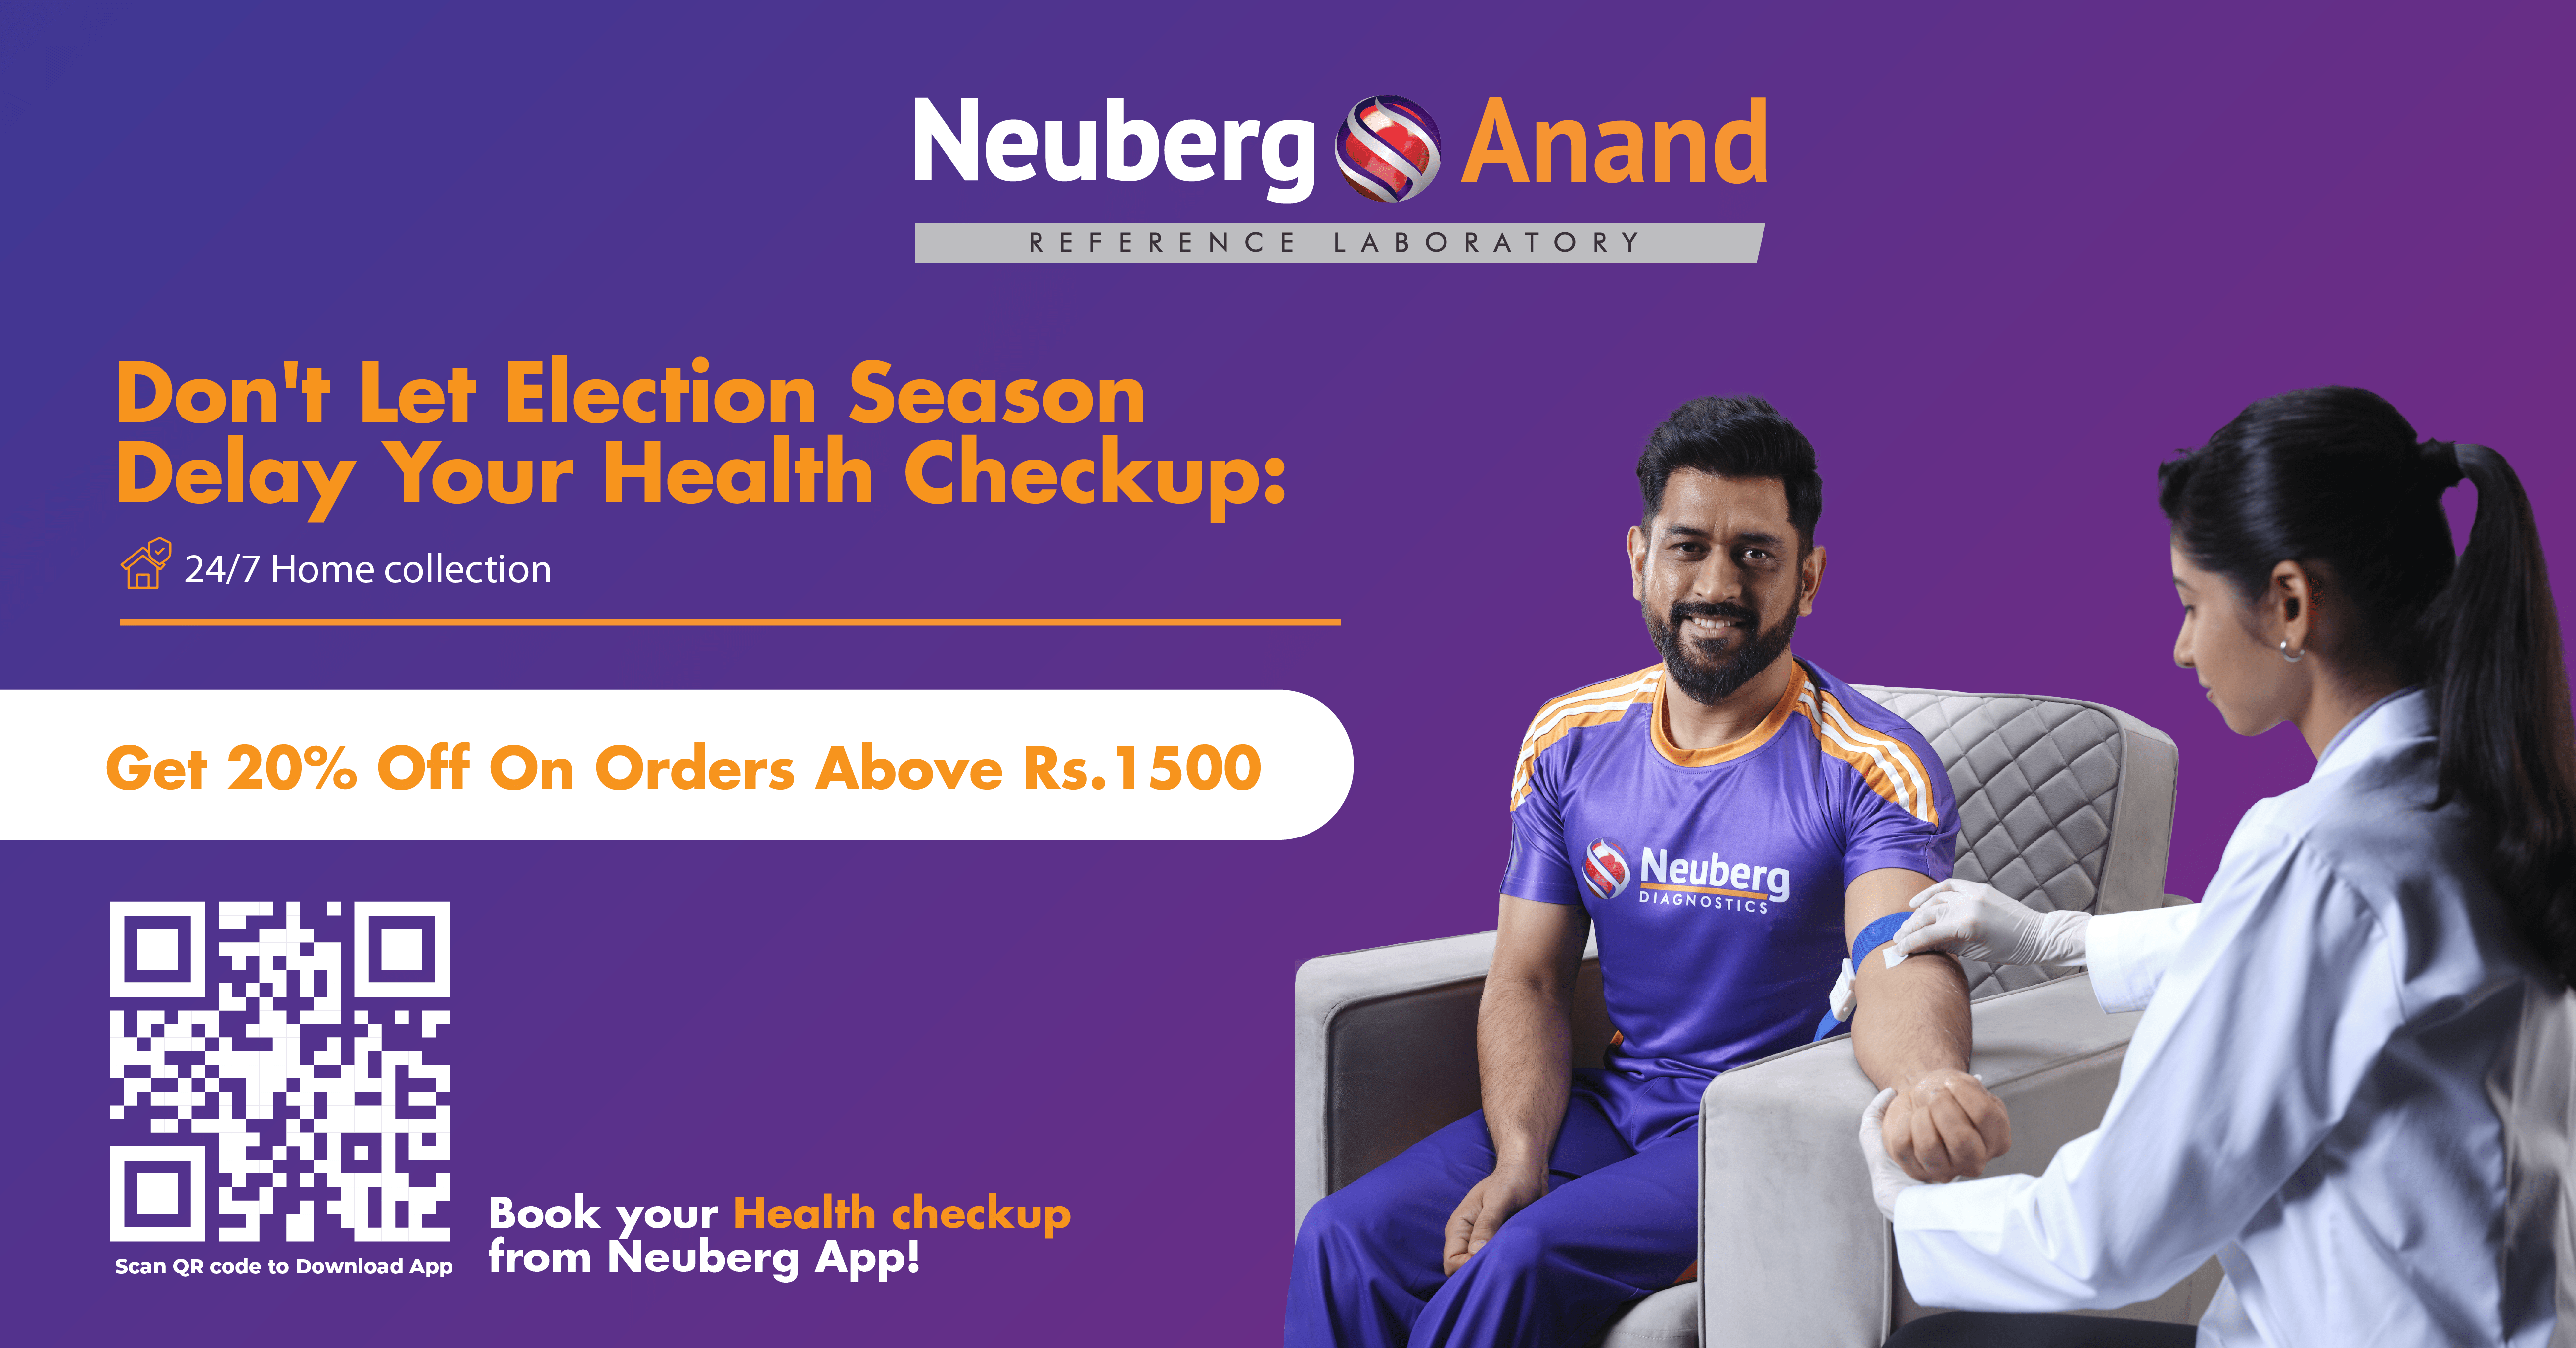 Neuberg Anand
REFERENCE LABORATORY
Don't Let Election Season
Delay Your Health Checkup:
24/7 Home collection
Get 20% Off On Orders Above Rs.1500
Neuberg
DIAGNOSTICS
Scan QR code to Download App
Book your Health checkup
from Neuberg App!